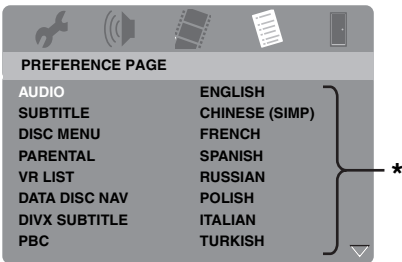 PREFERENCE PAGE
AUDIO ENGLISH
SUBTITLE CHINESE (SIMP)
DISC MENU FRENCH
PARENTAL SPANISH
VR LIST RUSSIAN
DATA DISC NAV POLISH
DIVX SUBTITLE ITALIAN
PBC TURKISH
*